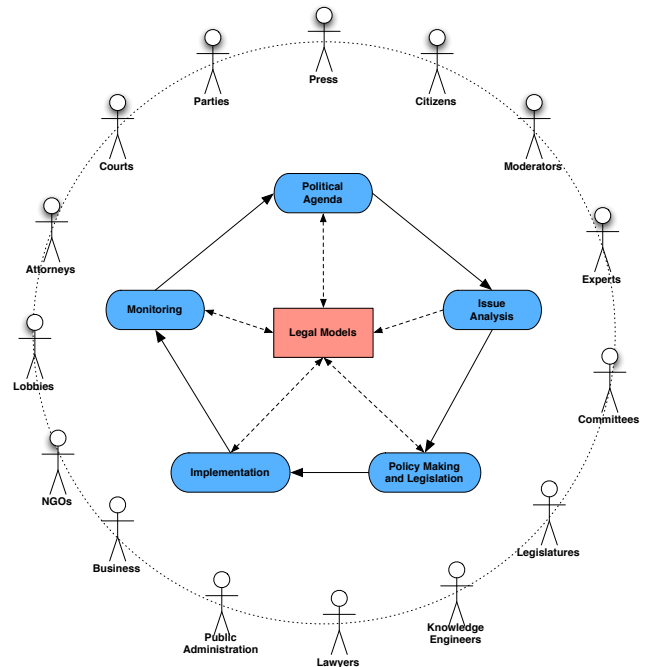 Press
Parties
Citizens
Courts
Moderators
Political
Agenda
Attorneys
Experts
Monitoring
Issue
Analysis
Legal Models
Lobbies
Committees
Implementation
Policy Making
and Legislation
NGOs
Legislatures
Business
Public
Administration
Knowledge
Engineers
Lawyers